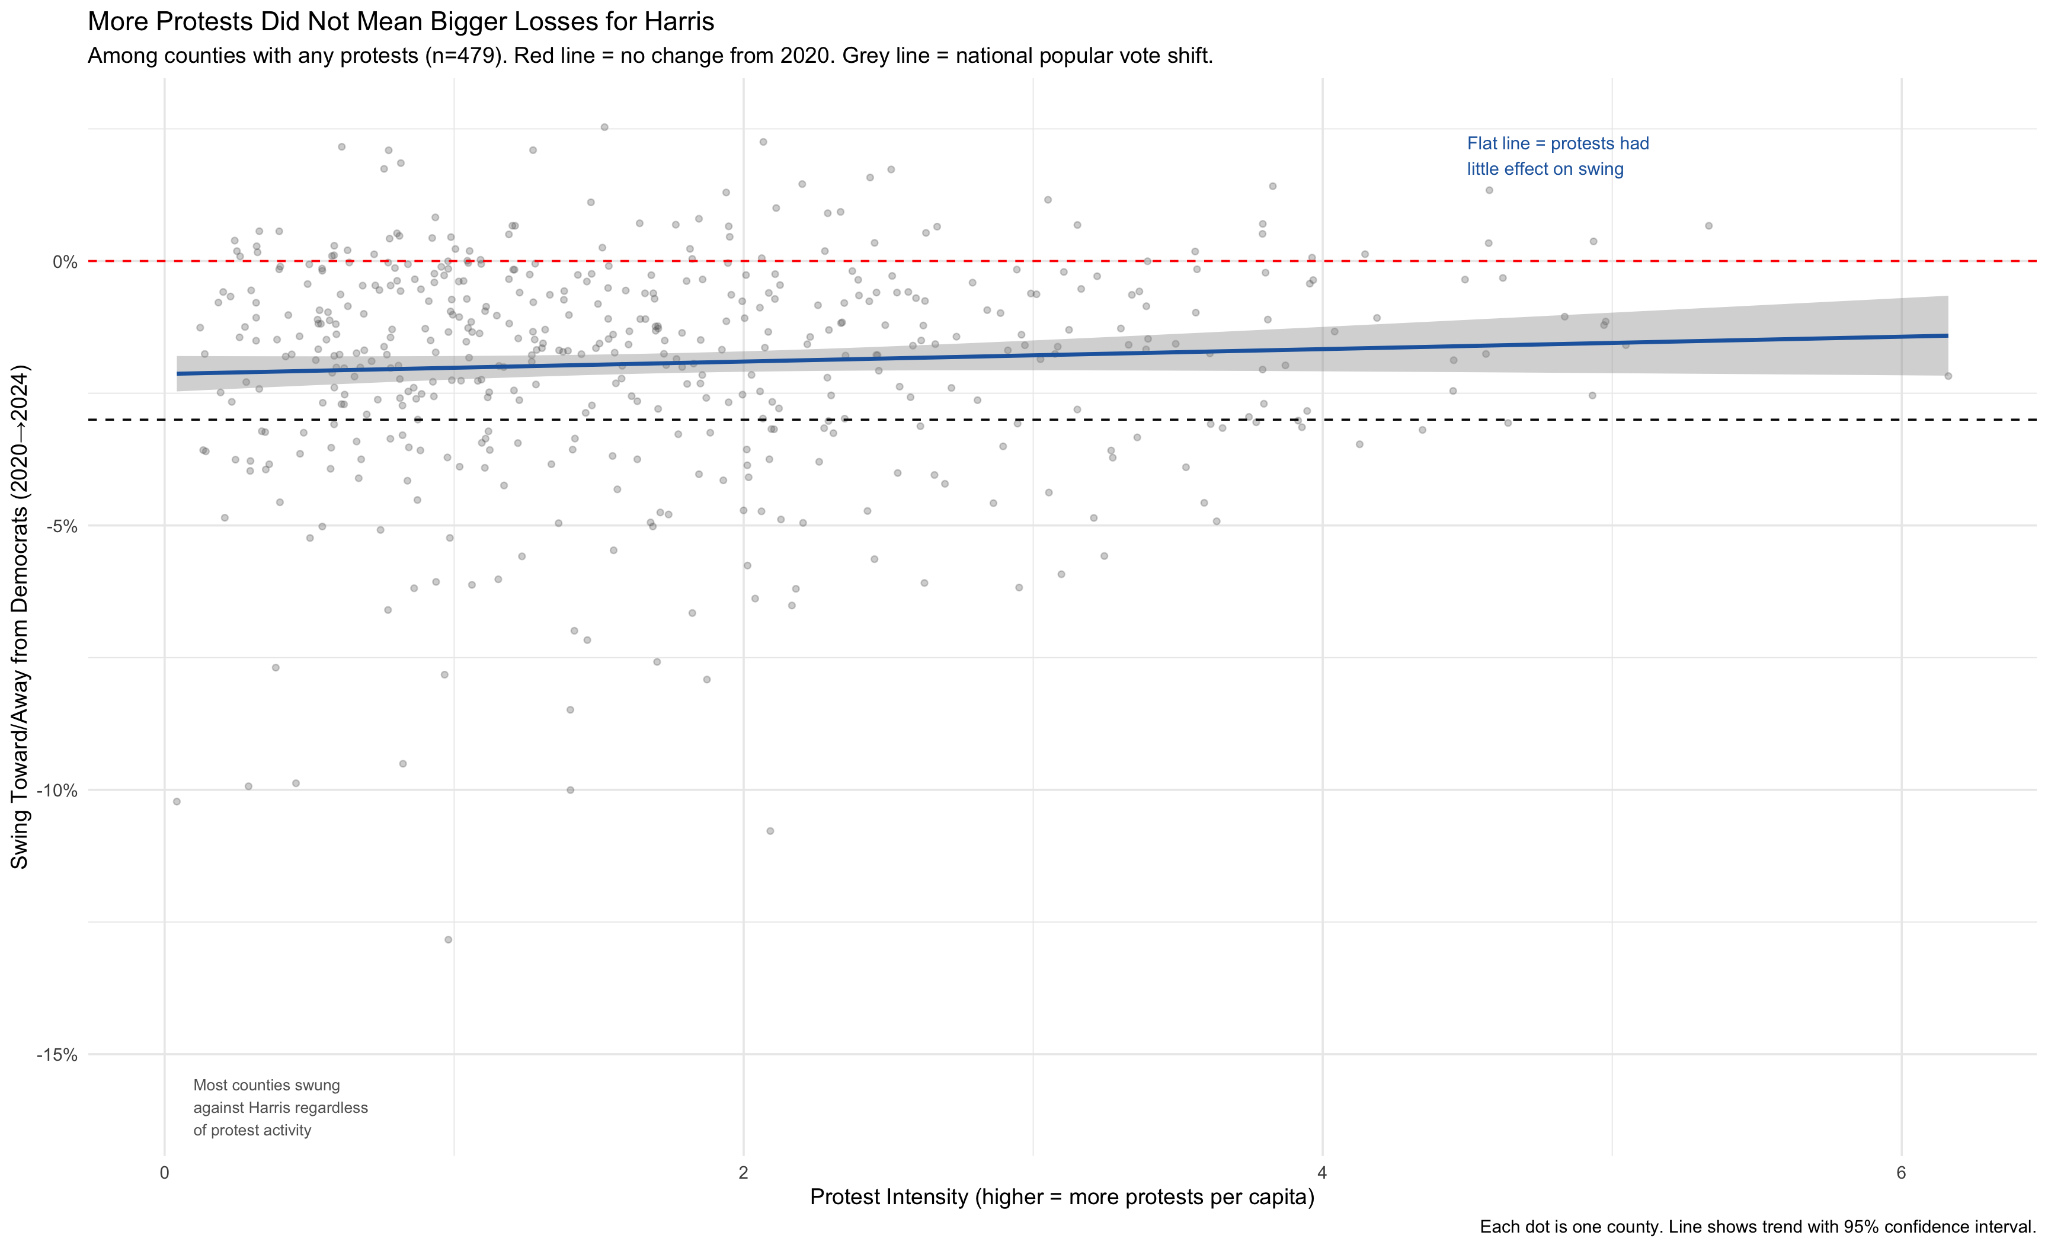 More Protests Did Not Mean Bigger Losses for Harris
Among counties with any protests (n=479). Red line = no change from 2020. Grey line = national popular vote shift.
Flat line = protests had
little effect on swing
0%
-5%
-10%
-15%
Swing Toward/Away from Democrats (2020→2024)
Most counties swung
against Harris regardless
of protest activity
0
2
4
6
Protest Intensity (higher = more protests per capita)
Each dot is one county. Line shows trend with 95% confidence interval.